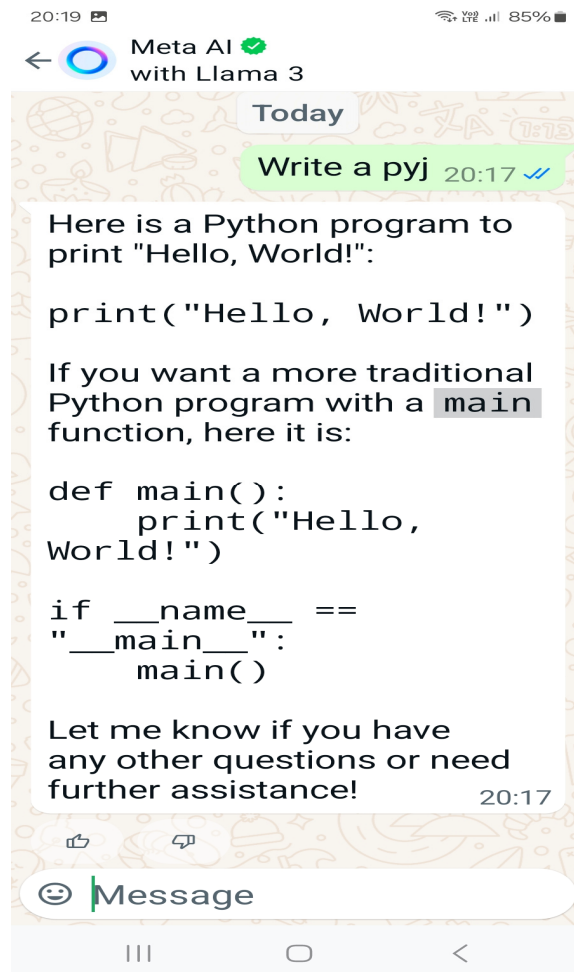 20:19 Vo)) LTE 85%
Meta AI
with Llama 3
Today
Write a pyj 20:17
Here is a Python program to
print "Hello, World!":
print("Hello, World!")
If you want a more traditional
Python program with a main
function, here it is:
def main():
    print("Hello,
World!")
if __name__ ==
"__main__":
    main()
Let me know if you have
any other questions or need
further assistance!
20:17
Message